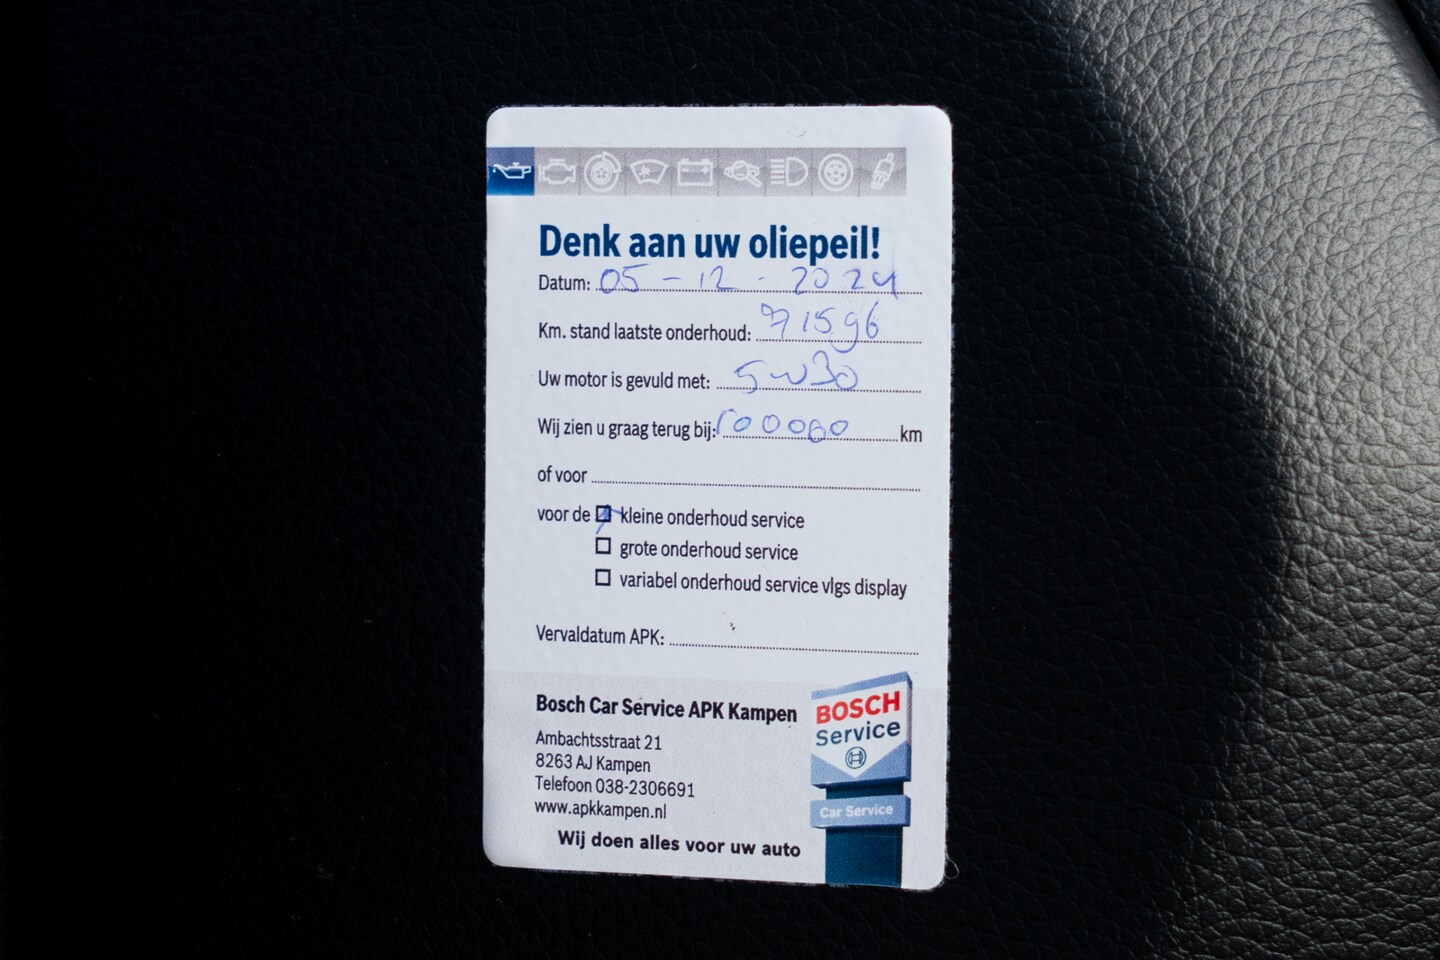 Denk aan uw oliepeil!
Datum: 05 - 12 - 2024
Km. stand laatste onderhoud: 71596
Uw motor is gevuld met: 5w30
Wij zien u graag terug bij: 100000 km
of voor
voor de kleine onderhoud service
grote onderhoud service
variabel onderhoud service vlgs display
Vervaldatum APK:
Bosch Car Service APK Kampen
Ambachtsstraat 21
8263 AJ Kampen
Telefoon 038-2306691
www.apkkampen.nl
Wij doen alles voor uw auto
BOSCH
Service
Car Service